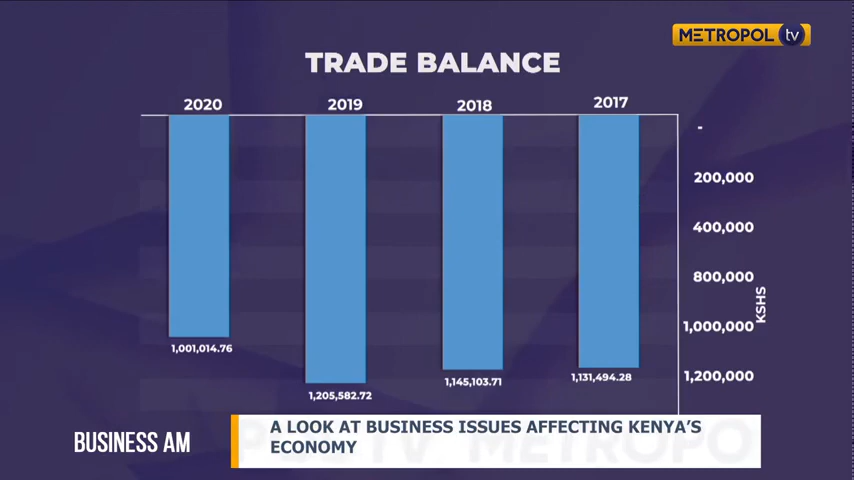 METROPOL tv
TRADE BALANCE
2020 2019 2018 2017
-
200,000
400,000
800,000
1,000,000
1,200,000
KSHS
1,001,014.76
1,205,582.72
1,145,103.71
1,131,494.28
BUSINESS AM
A LOOK AT BUSINESS ISSUES AFFECTING KENYA'S
ECONOMY